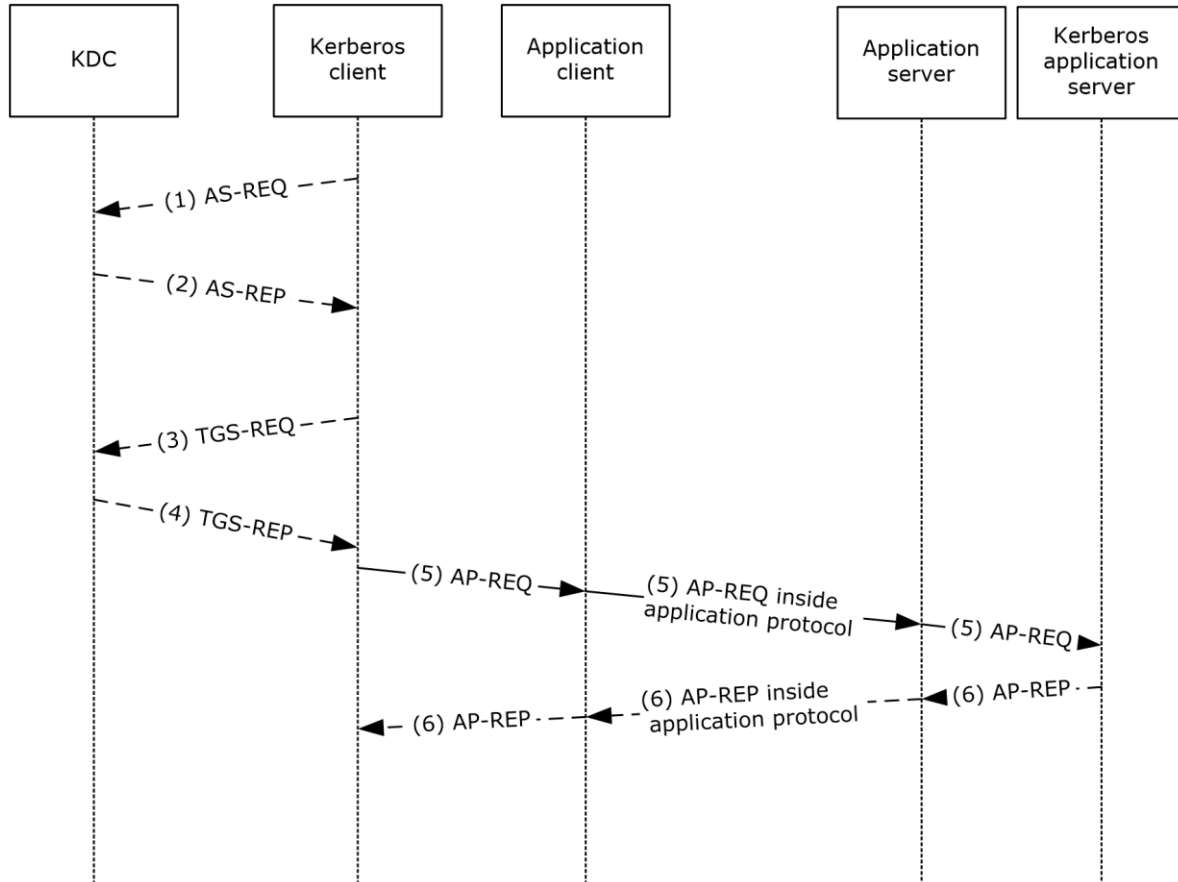 KDC
Kerberos
client
Application
client
Application
server
Kerberos
application
server
(1) AS-REQ
(2) AS-REP
(3) TGS-REQ
(4) TGS-REP
(5) AP-REQ
(5) AP-REQ inside
application protocol
(5) AP-REQ
(6) AP-REP
(6) AP-REP inside
application protocol
(6) AP-REP